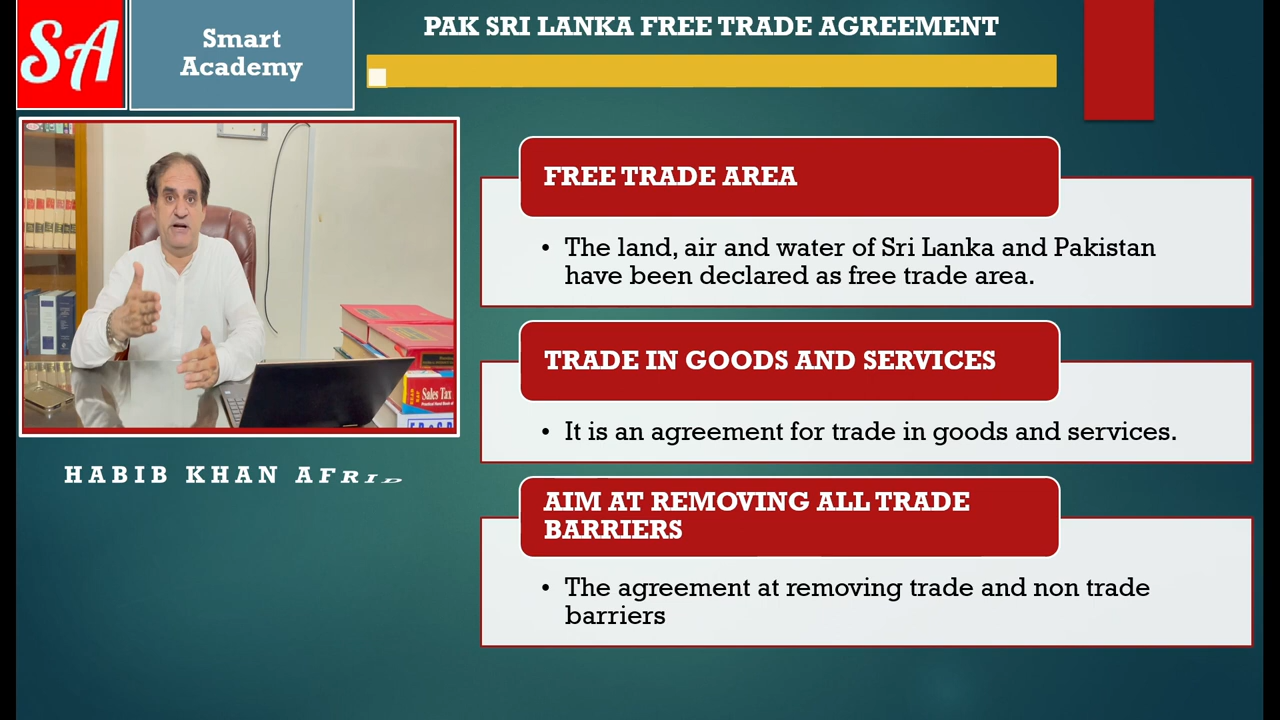 SA
Smart
Academy
PAK SRI LANKA FREE TRADE AGREEMENT
FREE TRADE AREA
• The land, air and water of Sri Lanka and Pakistan
have been declared as free trade area.
TRADE IN GOODS AND SERVICES
• It is an agreement for trade in goods and services.
AIM AT REMOVING ALL TRADE
BARRIERS
• The agreement at removing trade and non trade
barriers
Sales Tax
HABIB KHAN AFRID